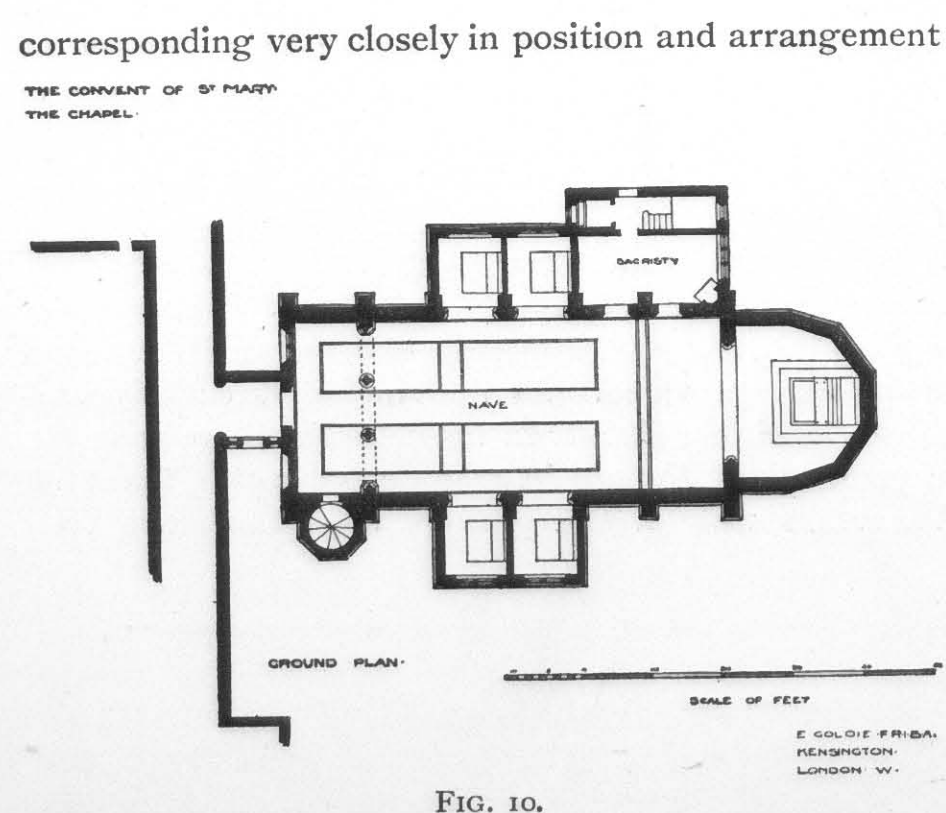 corresponding very closely in position and arrangement
THE CONVENT OF ST MARY
THE CHAPEL.
SACRISTY
NAVE
GROUND PLAN.
SCALE OF FEET
E GOLDIE F.R.I.B.A.
KENSINGTON.
LONDON W.
FIG. 10.